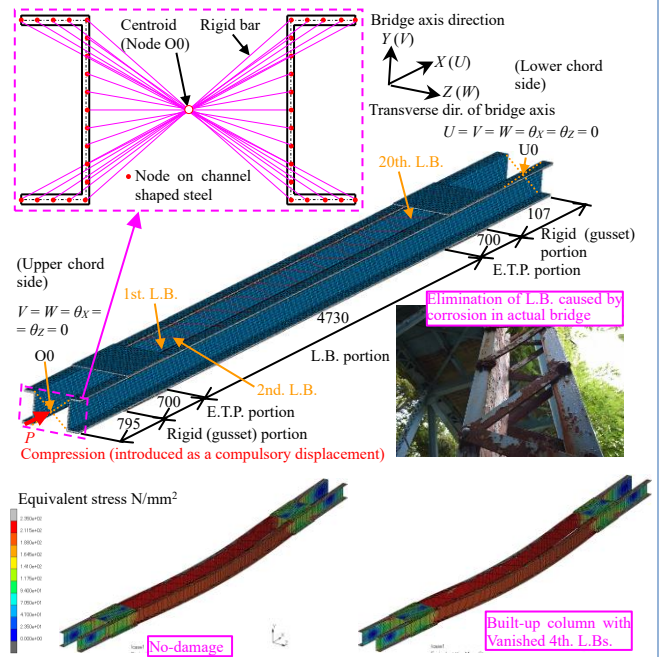 Centroid
(Node O0)
Rigid bar
Node on channel
shaped steel
Bridge axis direction
Y (V)
X (U)
Z (W)
(Lower chord
side)
Transverse dir. of bridge axis
U = V = W = θX = θZ = 0
U0
20th. L.B.
107
Rigid (gusset)
portion
700
E.T.P. portion
(Upper chord
side)
1st. L.B.
V = W = θX =
= θZ = 0
O0
4730
L.B. portion
2nd. L.B.
E.T.P. portion
700
Rigid (gusset) portion
795
P
Compression (introduced as a compulsory displacement)
Elimination of L.B. caused by
corrosion in actual bridge
Equivalent stress N/mm²
No-damage
Built-up column with
Vanished 4th. L.Bs.